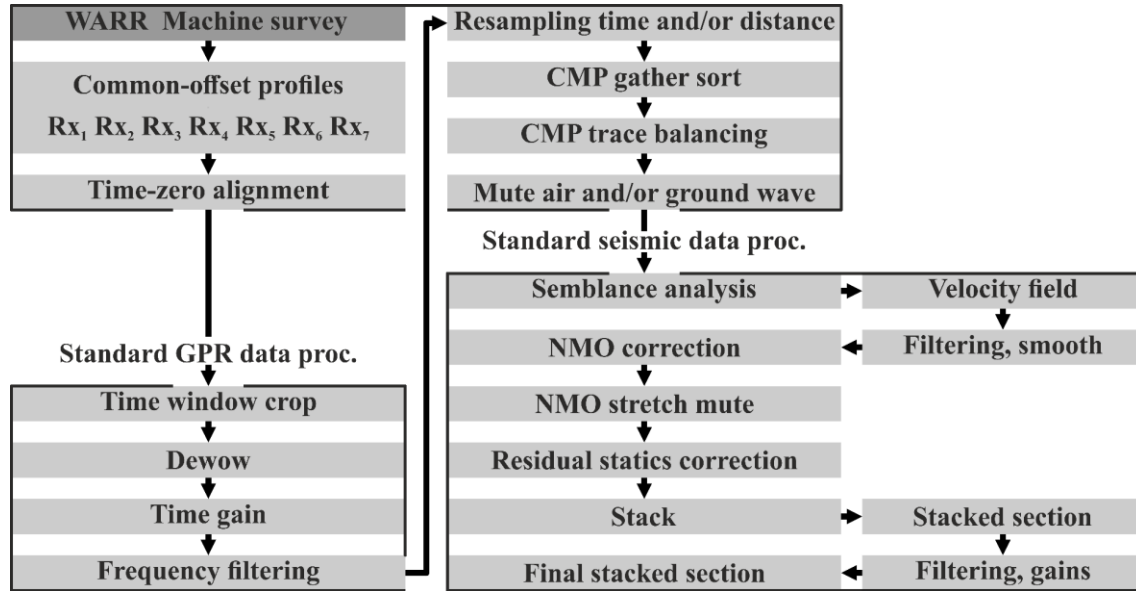 WARR Machine survey
Common-offset profiles
Rx₁ Rx₂ Rx₃ Rx₄ Rx₅ Rx₆ Rx₇
Time-zero alignment
Standard GPR data proc.
Time window crop
Dewow
Time gain
Frequency filtering
Resampling time and/or distance
CMP gather sort
CMP trace balancing
Mute air and/or ground wave
Standard seismic data proc.
Semblance analysis
Velocity field
Filtering, smooth
NMO correction
NMO stretch mute
Residual statics correction
Stack
Stacked section
Filtering, gains
Final stacked section